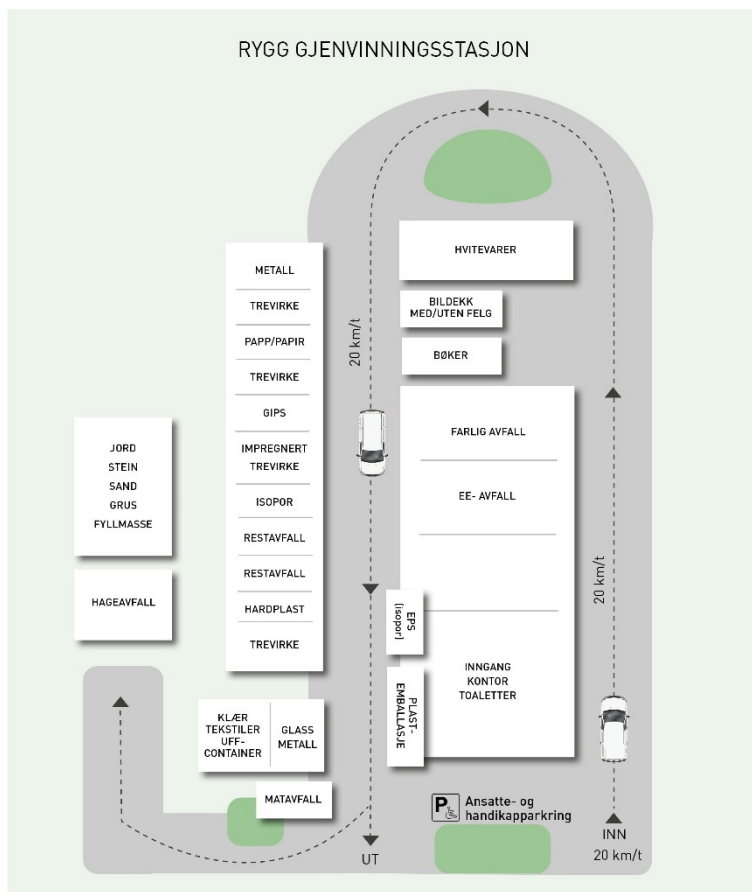 RYGG GJENVINNINGSSTASJON
HVITEVARER
BILDEKK
MED/UTEN FELG
BØKER
FARLIG AVFALL
EE- AVFALL
INNGANG
KONTOR
TOALETTER
EPS
(isopor)
PLAST-
EMBALLASJE
20 km/t
20 km/t
METALL
TREVIRKE
PAPP/PAPIR
TREVIRKE
GIPS
IMPREGNERT
TREVIRKE
ISOPOR
RESTAVFALL
RESTAVFALL
HARDPLAST
TREVIRKE
JORD
STEIN
SAND
GRUS
FYLLMASSE
HAGEAVFALL
KLÆR
TEKSTILER
UFF-
CONTAINER
GLASS
METALL
MATAVFALL
P
Ansatte- og
handikapparkring
UT
INN
20 km/t